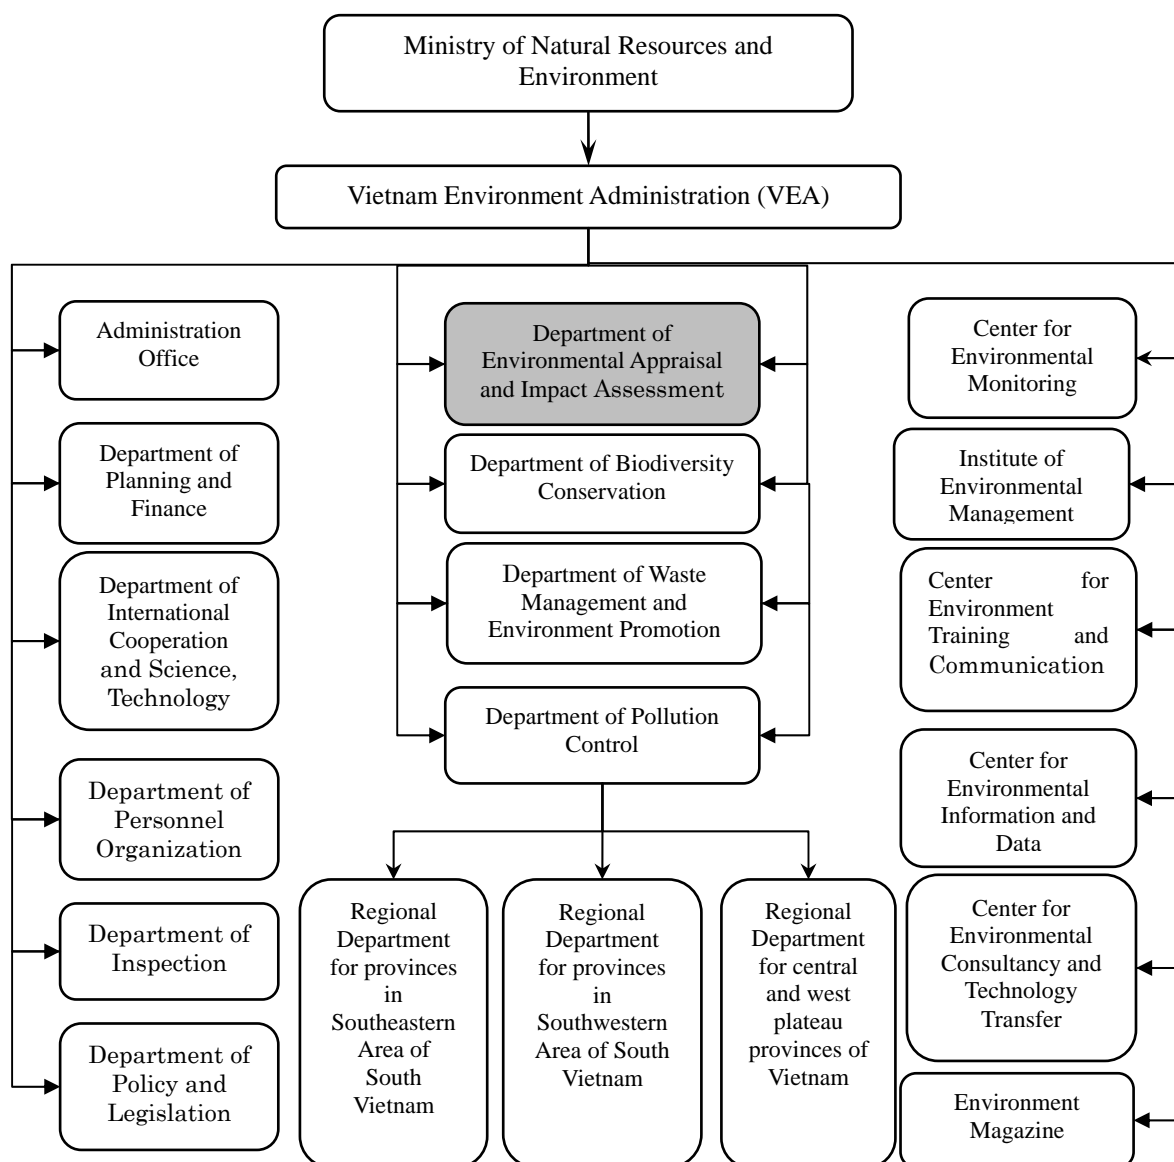 Ministry of Natural Resources and
Environment
Vietnam Environment Administration (VEA)
Administration
Office
Department of
Planning and
Finance
Department of
International
Cooperation
and Science,
Technology
Department of
Personnel
Organization
Department of
Inspection
Department of
Policy and
Legislation
Department of
Environmental Appraisal
and Impact Assessment
Department of Biodiversity
Conservation
Department of Waste
Management and
Environment Promotion
Department of Pollution
Control
Regional
Department
for provinces
in
Southeastern
Area of
South
Vietnam
Regional
Department
for provinces
in
Southwestern
Area of South
Vietnam
Regional
Department
for central
and west
plateau
provinces of
Vietnam
Center for
Environmental
Monitoring
Institute of
Environmental
Management
Center for
Environment
Training and
Communication
Center for
Environmental
Information and
Data
Center for
Environmental
Consultancy and
Technology
Transfer
Environment
Magazine